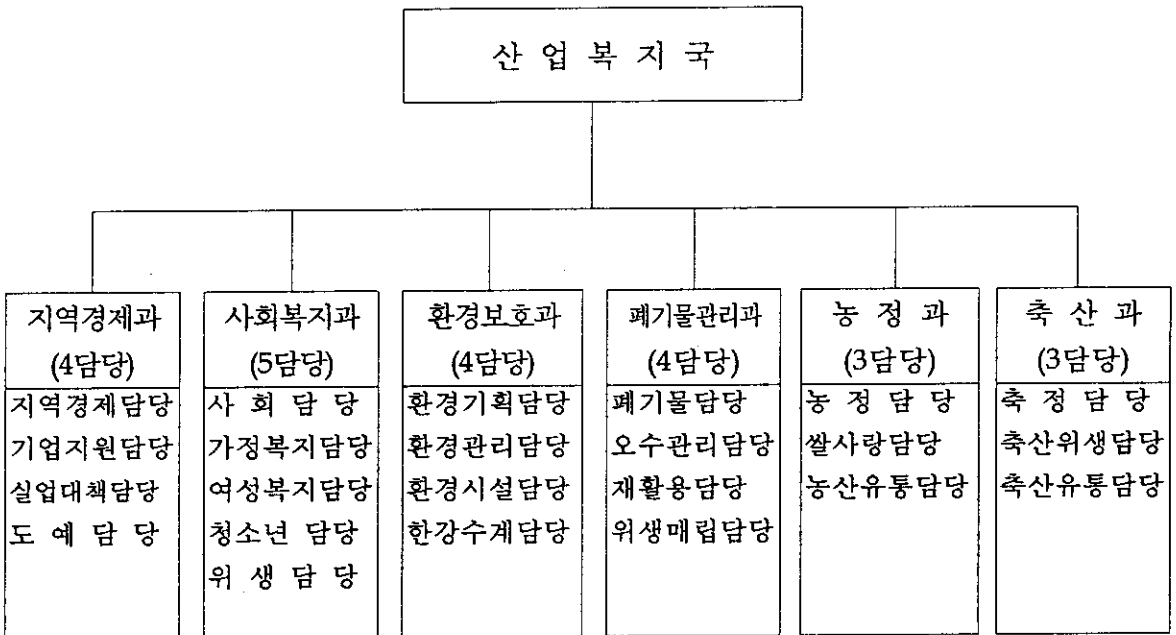 산 업 복 지 국
지역경제과
(4담당)
지역경제담당
기업지원담당
실업대책담당
도 예 담 당
사회복지과
(5담당)
사 회 담 당
가정복지담당
여성복지담당
청소년 담당
위 생 담 당
환경보호과
(4담당)
환경기획담당
환경관리담당
환경시설담당
한강수계담당
폐기물관리과
(4담당)
폐기물담당
오수관리담당
재활용담당
위생매립담당
농 정 과
(3담당)
농 정 담 당
쌀사랑담당
농산유통담당
축 산 과
(3담당)
축 정 담 당
축산위생담당
축산유통담당